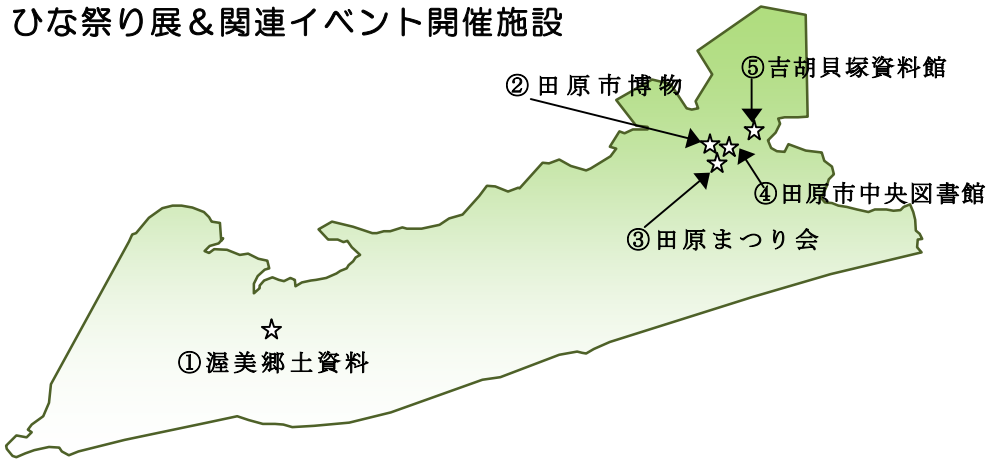 ひな祭り展＆関連イベント開催施設
⑤吉胡貝塚資料館
②田原市博物
④田原市中央図書館
③田原まつり会
①渥美郷土資料